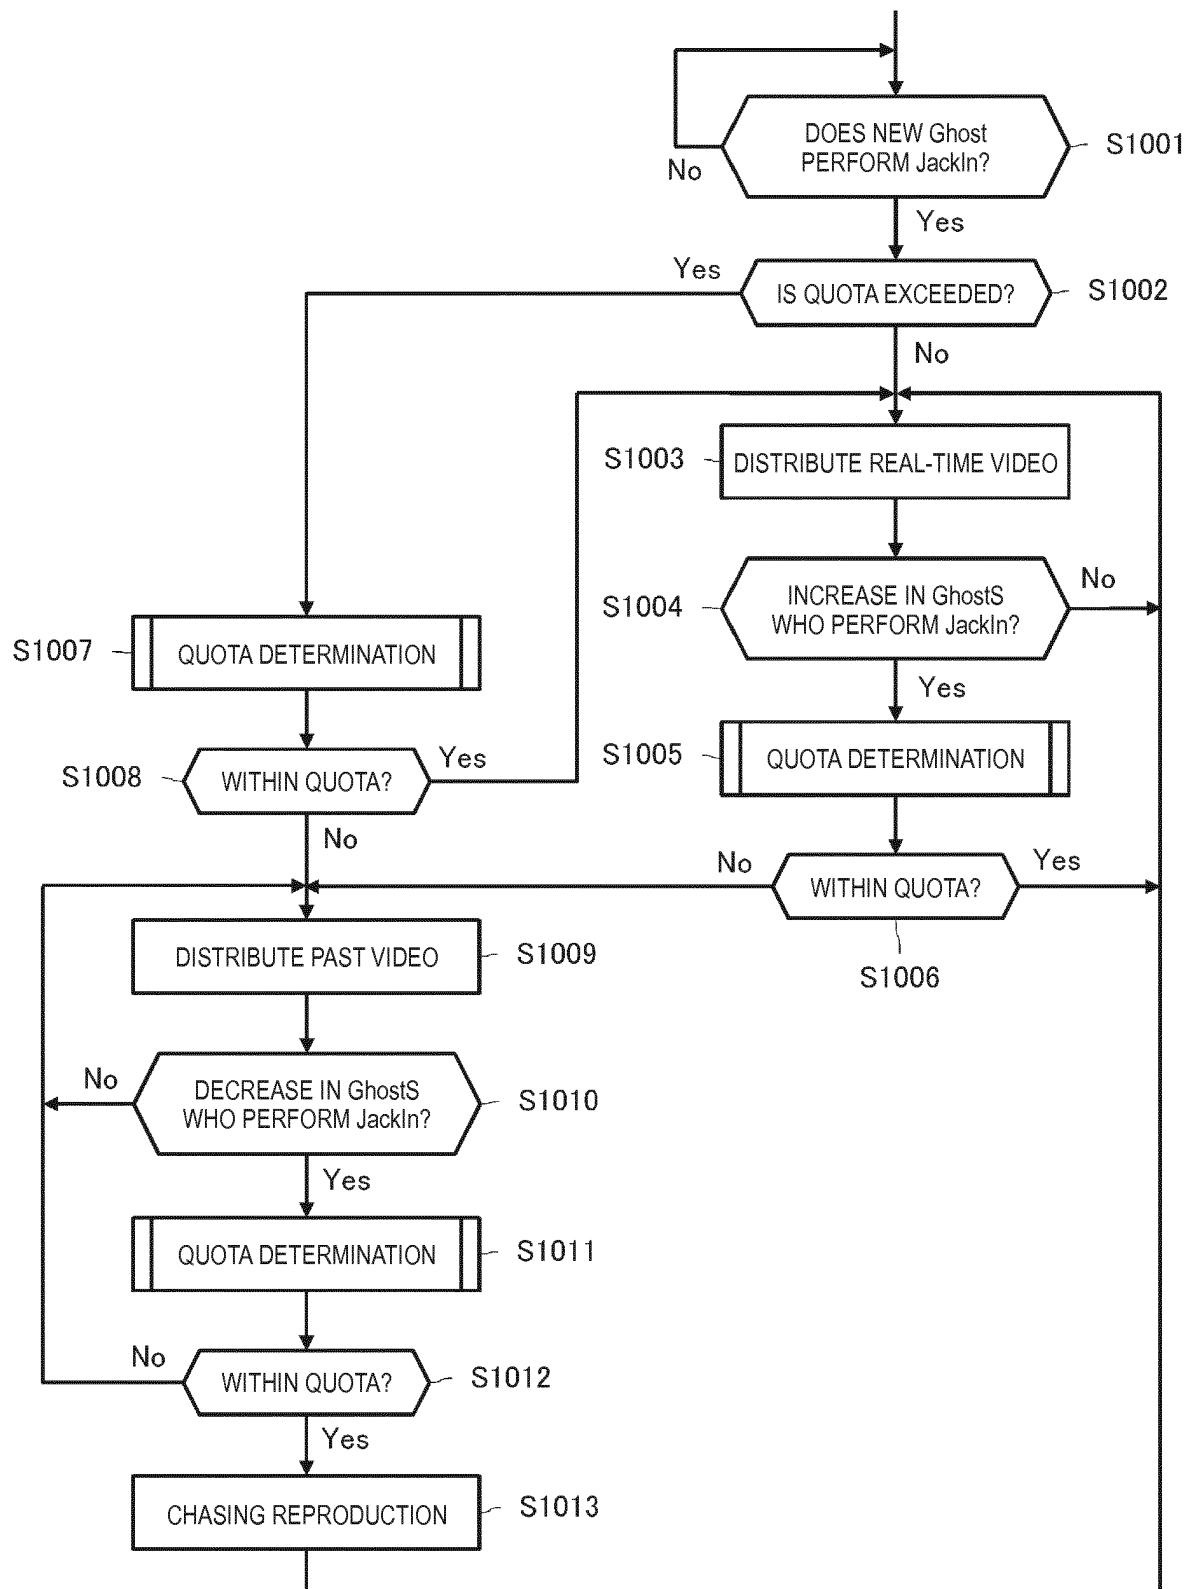 DOES NEW Ghost
PERFORM JackIn?
S1001
No
Yes
Yes
IS QUOTA EXCEEDED?
S1002
No
S1003
DISTRIBUTE REAL-TIME VIDEO
S1004
INCREASE IN GhostS
WHO PERFORM JackIn?
No
Yes
S1007
QUOTA DETERMINATION
S1005
QUOTA DETERMINATION
S1008
WITHIN QUOTA?
Yes
No
No
WITHIN QUOTA?
Yes
S1006
DISTRIBUTE PAST VIDEO
S1009
No
DECREASE IN GhostS
WHO PERFORM JackIn?
S1010
Yes
QUOTA DETERMINATION
S1011
No
WITHIN QUOTA?
S1012
Yes
CHASING REPRODUCTION
S1013